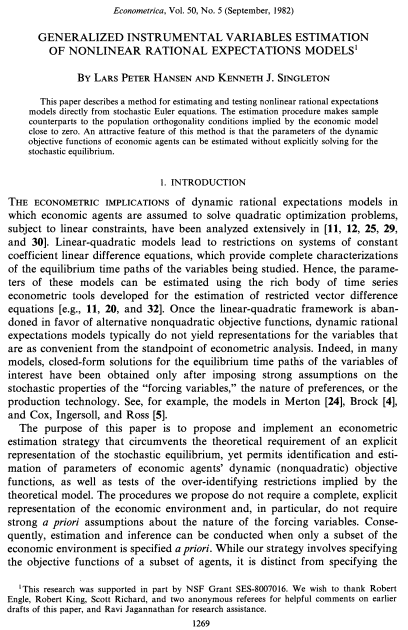 Econometrica, Vol. 50, No. 5 (September, 1982)
GENERALIZED INSTRUMENTAL VARIABLES ESTIMATION
OF NONLINEAR RATIONAL EXPECTATIONS MODELS¹
BY LARS PETER HANSEN AND KENNETH J. SINGLETON
This paper describes a method for estimating and testing nonlinear rational expectations
models directly from stochastic Euler equations. The estimation procedure makes sample
counterparts to the population orthogonality conditions implied by the economic model
close to zero. An attractive feature of this method is that the parameters of the dynamic
objective functions of economic agents can be estimated without explicitly solving for the
stochastic equilibrium.
1. INTRODUCTION
THE ECONOMETRIC IMPLICATIONS of dynamic rational expectations models in
which economic agents are assumed to solve quadratic optimization problems,
subject to linear constraints, have been analyzed extensively in [11, 12, 25, 29,
and 30]. Linear-quadratic models lead to restrictions on systems of constant
coefficient linear difference equations, which provide complete characterizations
of the equilibrium time paths of the variables being studied. Hence, the parame-
ters of these models can be estimated using the rich body of time series
econometric tools developed for the estimation of restricted vector difference
equations [e.g., 11, 20, and 32]. Once the linear-quadratic framework is aban-
doned in favor of alternative nonquadratic objective functions, dynamic rational
expectations models typically do not yield representations for the variables that
are as convenient from the standpoint of econometric analysis. Indeed, in many
models, closed-form solutions for the equilibrium time paths of the variables of
interest have been obtained only after imposing strong assumptions on the
stochastic properties of the “forcing variables,” the nature of preferences, or the
production technology. See, for example, the models in Merton [24], Brock [4],
and Cox, Ingersoll, and Ross [5].
The purpose of this paper is to propose and implement an econometric
estimation strategy that circumvents the theoretical requirement of an explicit
representation of the stochastic equilibrium, yet permits identification and esti-
mation of parameters of economic agents' dynamic (nonquadratic) objective
functions, as well as tests of the over-identifying restrictions implied by the
theoretical model. The procedures we propose do not require a complete, explicit
representation of the economic environment and, in particular, do not require
strong a priori assumptions about the nature of the forcing variables. Conse-
quently, estimation and inference can be conducted when only a subset of the
economic environment is specified a priori. While our strategy involves specifying
the objective functions of a subset of agents, it is distinct from specifying the
¹This research was supported in part by NSF Grant SES-8007016. We wish to thank Robert
Engle, Robert King, Scott Richard, and two anonymous referees for helpful comments on earlier
drafts of this paper, and Ravi Jagannathan for research assistance.
1269